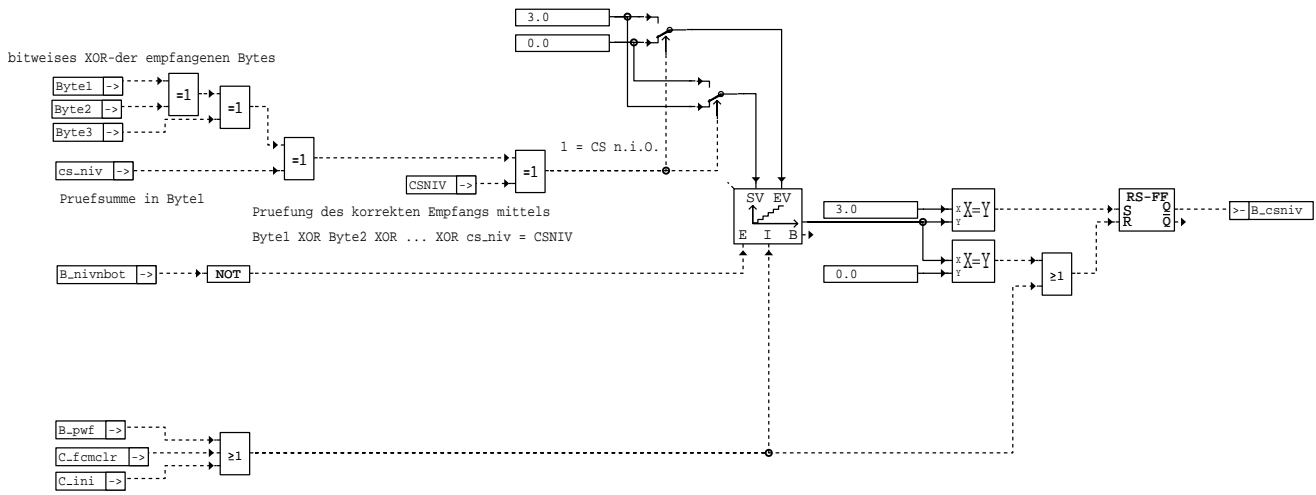 3.0
0.0
bitweises XOR-der empfangenen Bytes
Byte1 ->
=1
Byte2 ->
=1
Byte3 ->
=1
1 = CS n.i.O.
cs_niv ->
=1
CSNIV ->
Pruefsumme in Byte1
Pruefung des korrekten Empfangs mittels
Byte1 XOR Byte2 XOR ... XOR cs_niv = CSNIV
SV EV
E I B
3.0
X X=Y
Y
RS-FF
S Q
R Q
>- B_csniv
B_nivnbot ->
NOT
0.0
X X=Y
Y
≥1
B_pwf ->
C_fcmclr ->
≥1
C_ini ->